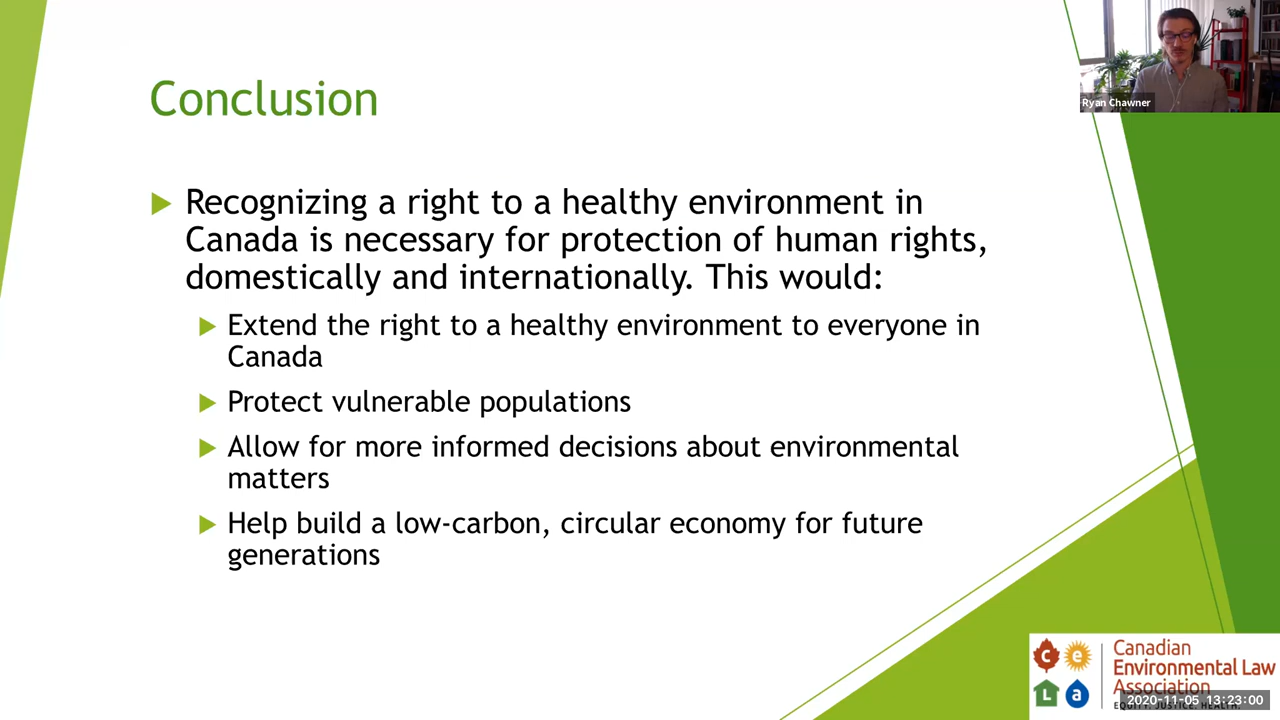 Ryan Chawner
Conclusion
Recognizing a right to a healthy environment in
Canada is necessary for protection of human rights,
domestically and internationally. This would:
Extend the right to a healthy environment to everyone in
Canada
Protect vulnerable populations
Allow for more informed decisions about environmental
matters
Help build a low-carbon, circular economy for future
generations
c e L a
Canadian
Environmental Law
Association
EQUITY. JUSTICE. HEALTH.
2020-11-05 13:23:00